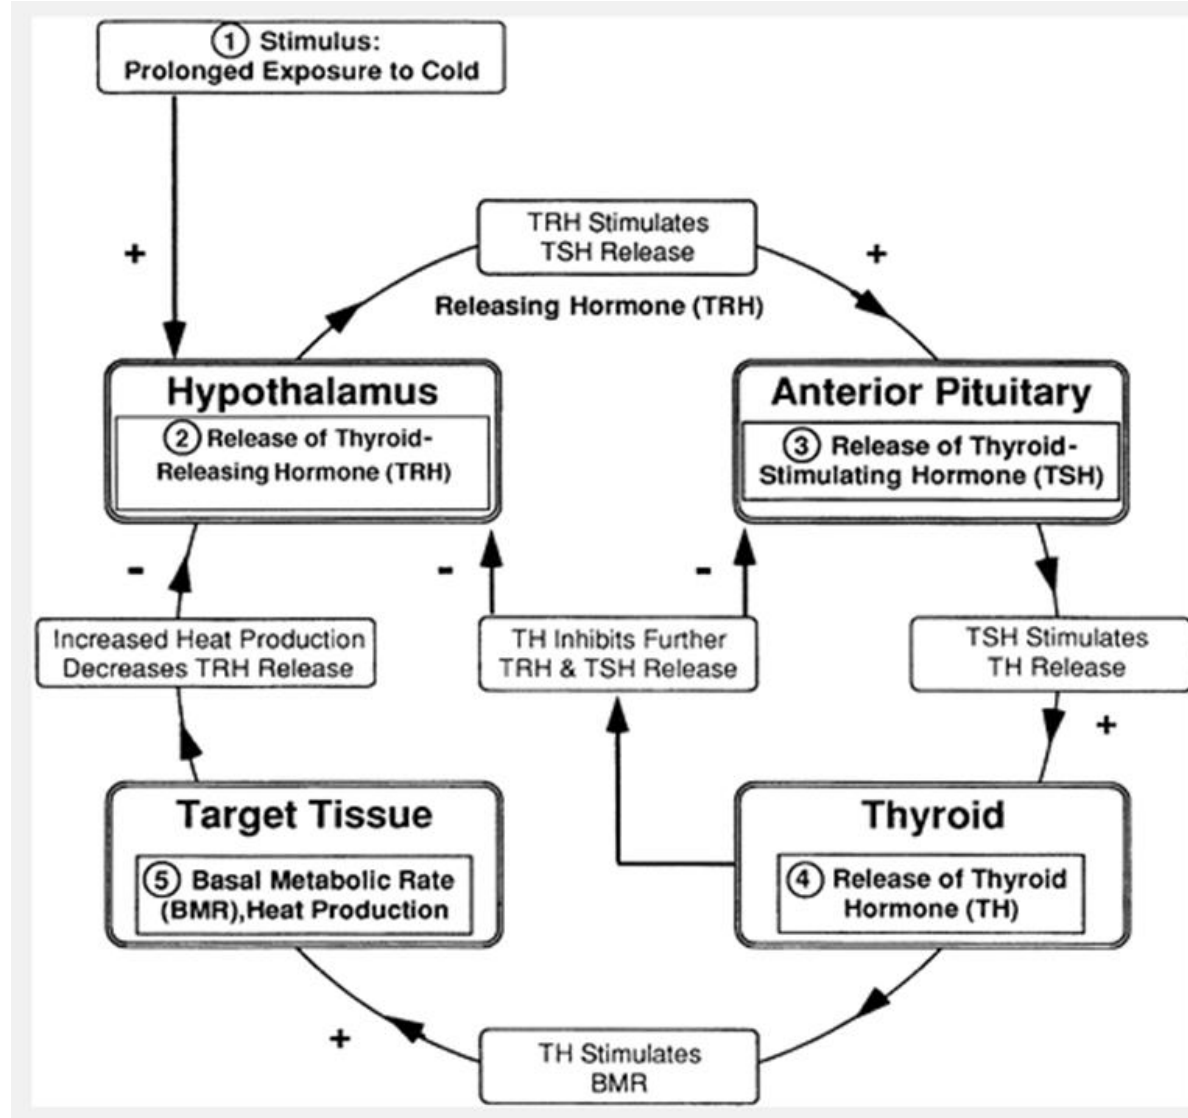 ① Stimulus:
Prolonged Exposure to Cold
TRH Stimulates
TSH Release
+
+
Releasing Hormone (TRH)
Hypothalamus
② Release of Thyroid-
Releasing Hormone (TRH)
Anterior Pituitary
③ Release of Thyroid-
Stimulating Hormone (TSH)
-
-
-
Increased Heat Production
Decreases TRH Release
TH Inhibits Further
TRH & TSH Release
TSH Stimulates
TH Release
+
Target Tissue
⑤ Basal Metabolic Rate
(BMR),Heat Production
Thyroid
④ Release of Thyroid
Hormone (TH)
+
TH Stimulates
BMR